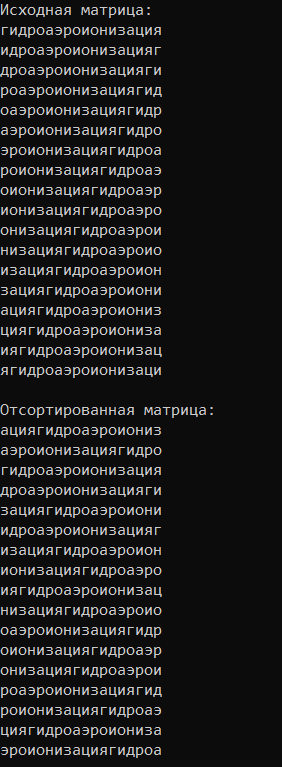 Исходная матрица:
гидроаэроионизация
идроаэроионизацияг
дроаэроионизацияги
роаэроионизациягид
оаэроионизациягидр
аэроионизациягидро
эроионизациягидроа
роионизациягидроаэ
оионизациягидроаэр
ионизациягидроаэро
онизациягидроаэрои
низациягидроаэроио
изациягидроаэроион
зациягидроаэроиони
ациягидроаэроиониз
циягидроаэроиониза
иягидроаэроионизац
ягидроаэроионизаци
Отсортированная матрица:
ациягидроаэроиониз
аэроионизациягидро
гидроаэроионизация
дроаэроионизацияги
зациягидроаэроиони
идроаэроионизацияг
изациягидроаэроион
ионизациягидроаэро
иягидроаэроионизац
низациягидроаэроио
оаэроионизациягидр
оионизациягидроаэр
онизациягидроаэрои
роаэроионизациягид
роионизациягидроаэ
циягидроаэроиониза
эроионизациягидроа